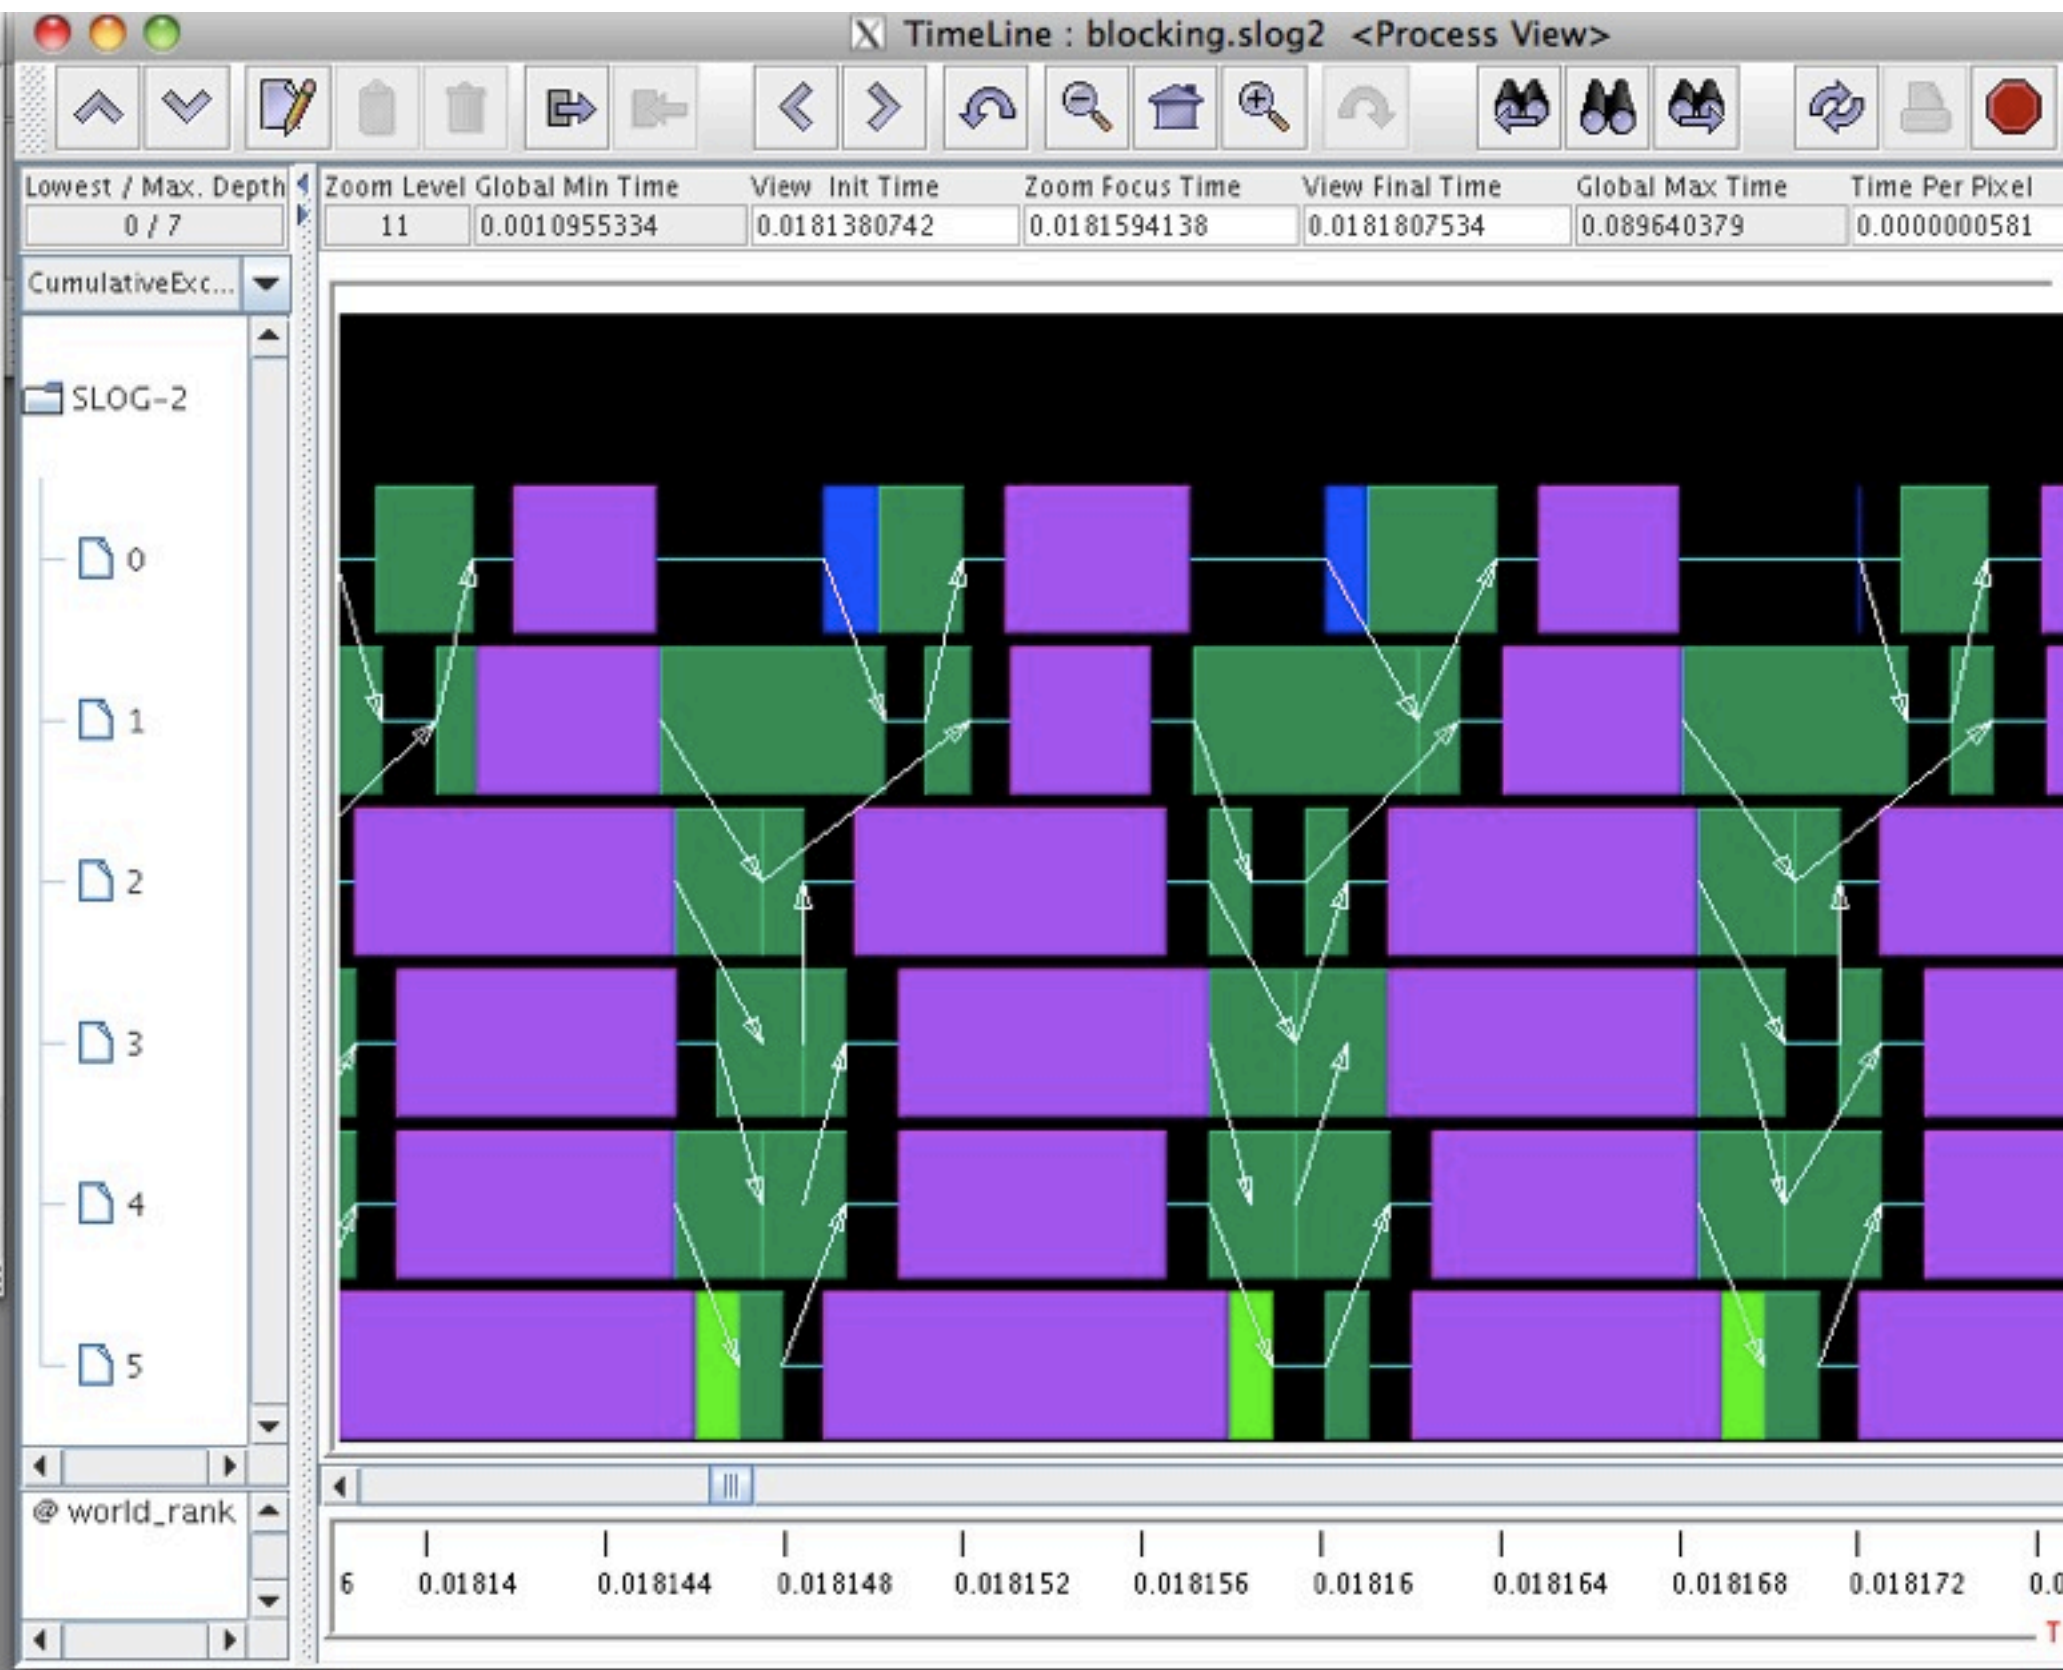 TimeLine : blocking.slog2 <Process View>
Lowest / Max. Depth
Zoom Level Global Min Time View Init Time Zoom Focus Time View Final Time Global Max Time Time Per Pixel
0 / 7
11 0.0010955334 0.0181380742 0.0181594138 0.0181807534 0.089640379 0.0000000581
CumulativeExc...
SLOG-2
0
1
2
3
4
5
@ world_rank
6 0.01814 0.018144 0.018148 0.018152 0.018156 0.01816 0.018164 0.018168 0.018172 0.0
T